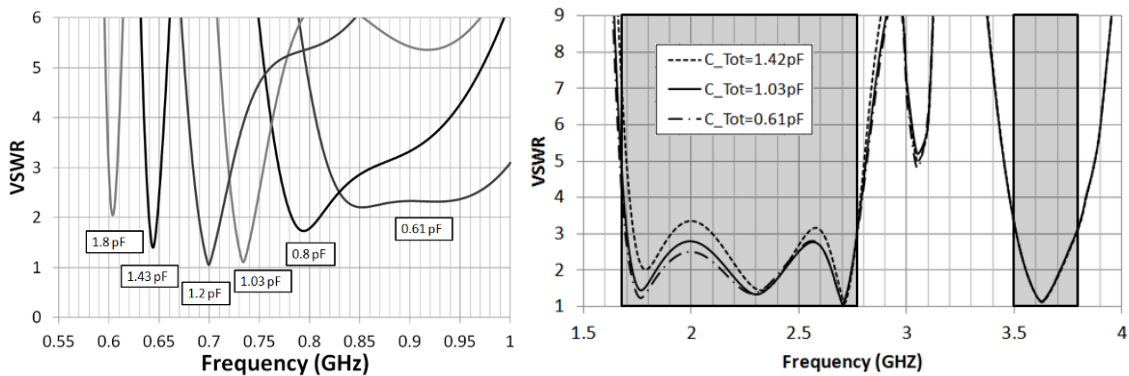 VSWR
6
5
4
3
2
1
0
1.8 pF
1.43 pF
1.2 pF
1.03 pF
0.8 pF
0.61 pF
0.55 0.6 0.65 0.7 0.75 0.8 0.85 0.9 0.95 1
Frequency (GHz)
VSWR
9
8
7
6
5
4
3
2
1
C_Tot=1.42pF
C_Tot=1.03pF
C_Tot=0.61pF
1.5 2 2.5 3 3.5 4
Frequency (GHZ)